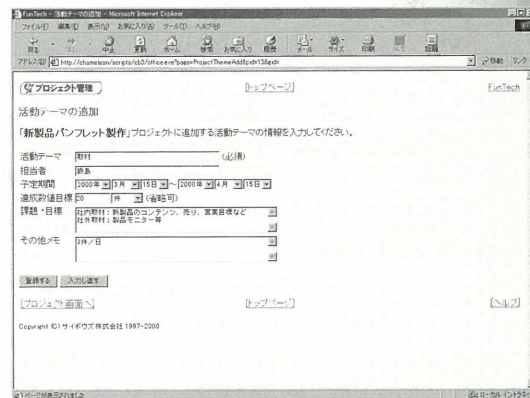 FunTech - 活動テーマの追加 - Microsoft Internet Explorer
ファイル(F) 編集(E) 表示(V) お気に入り(A) ツール(T) ヘルプ(H)
戻る 中止 更新 ホーム 検索 お気に入り 履歴 メール サイズ 印刷
アドレス(D) http://chameleon/scripts/cb3/office.exe?page=ProjectThemeAdd&pid=13&gid= 移動 リンク
プロジェクト管理 [トップページ] FunTech
活動テーマの追加
「新製品パンフレット製作」プロジェクトに追加する活動テーマの情報を入力してください。
活動テーマ 取材 (必須)
担当者 鉄島
予定期間 2000年 3月 15日 ～ 2000年 4月 15日
達成数値目標 20 件 (省略可)
課題・目標 社内取材：新製品のコンテンツ、売り、営業目標など
社外取材：製品モニター等
その他メモ 3件／日
登録する 入力し直す
[プロジェクト画面へ] [トップページ] [ヘルプ]
Copyright (C) サイボウズ株式会社 1997-2000
ページが表示されました ローカル イントラネ